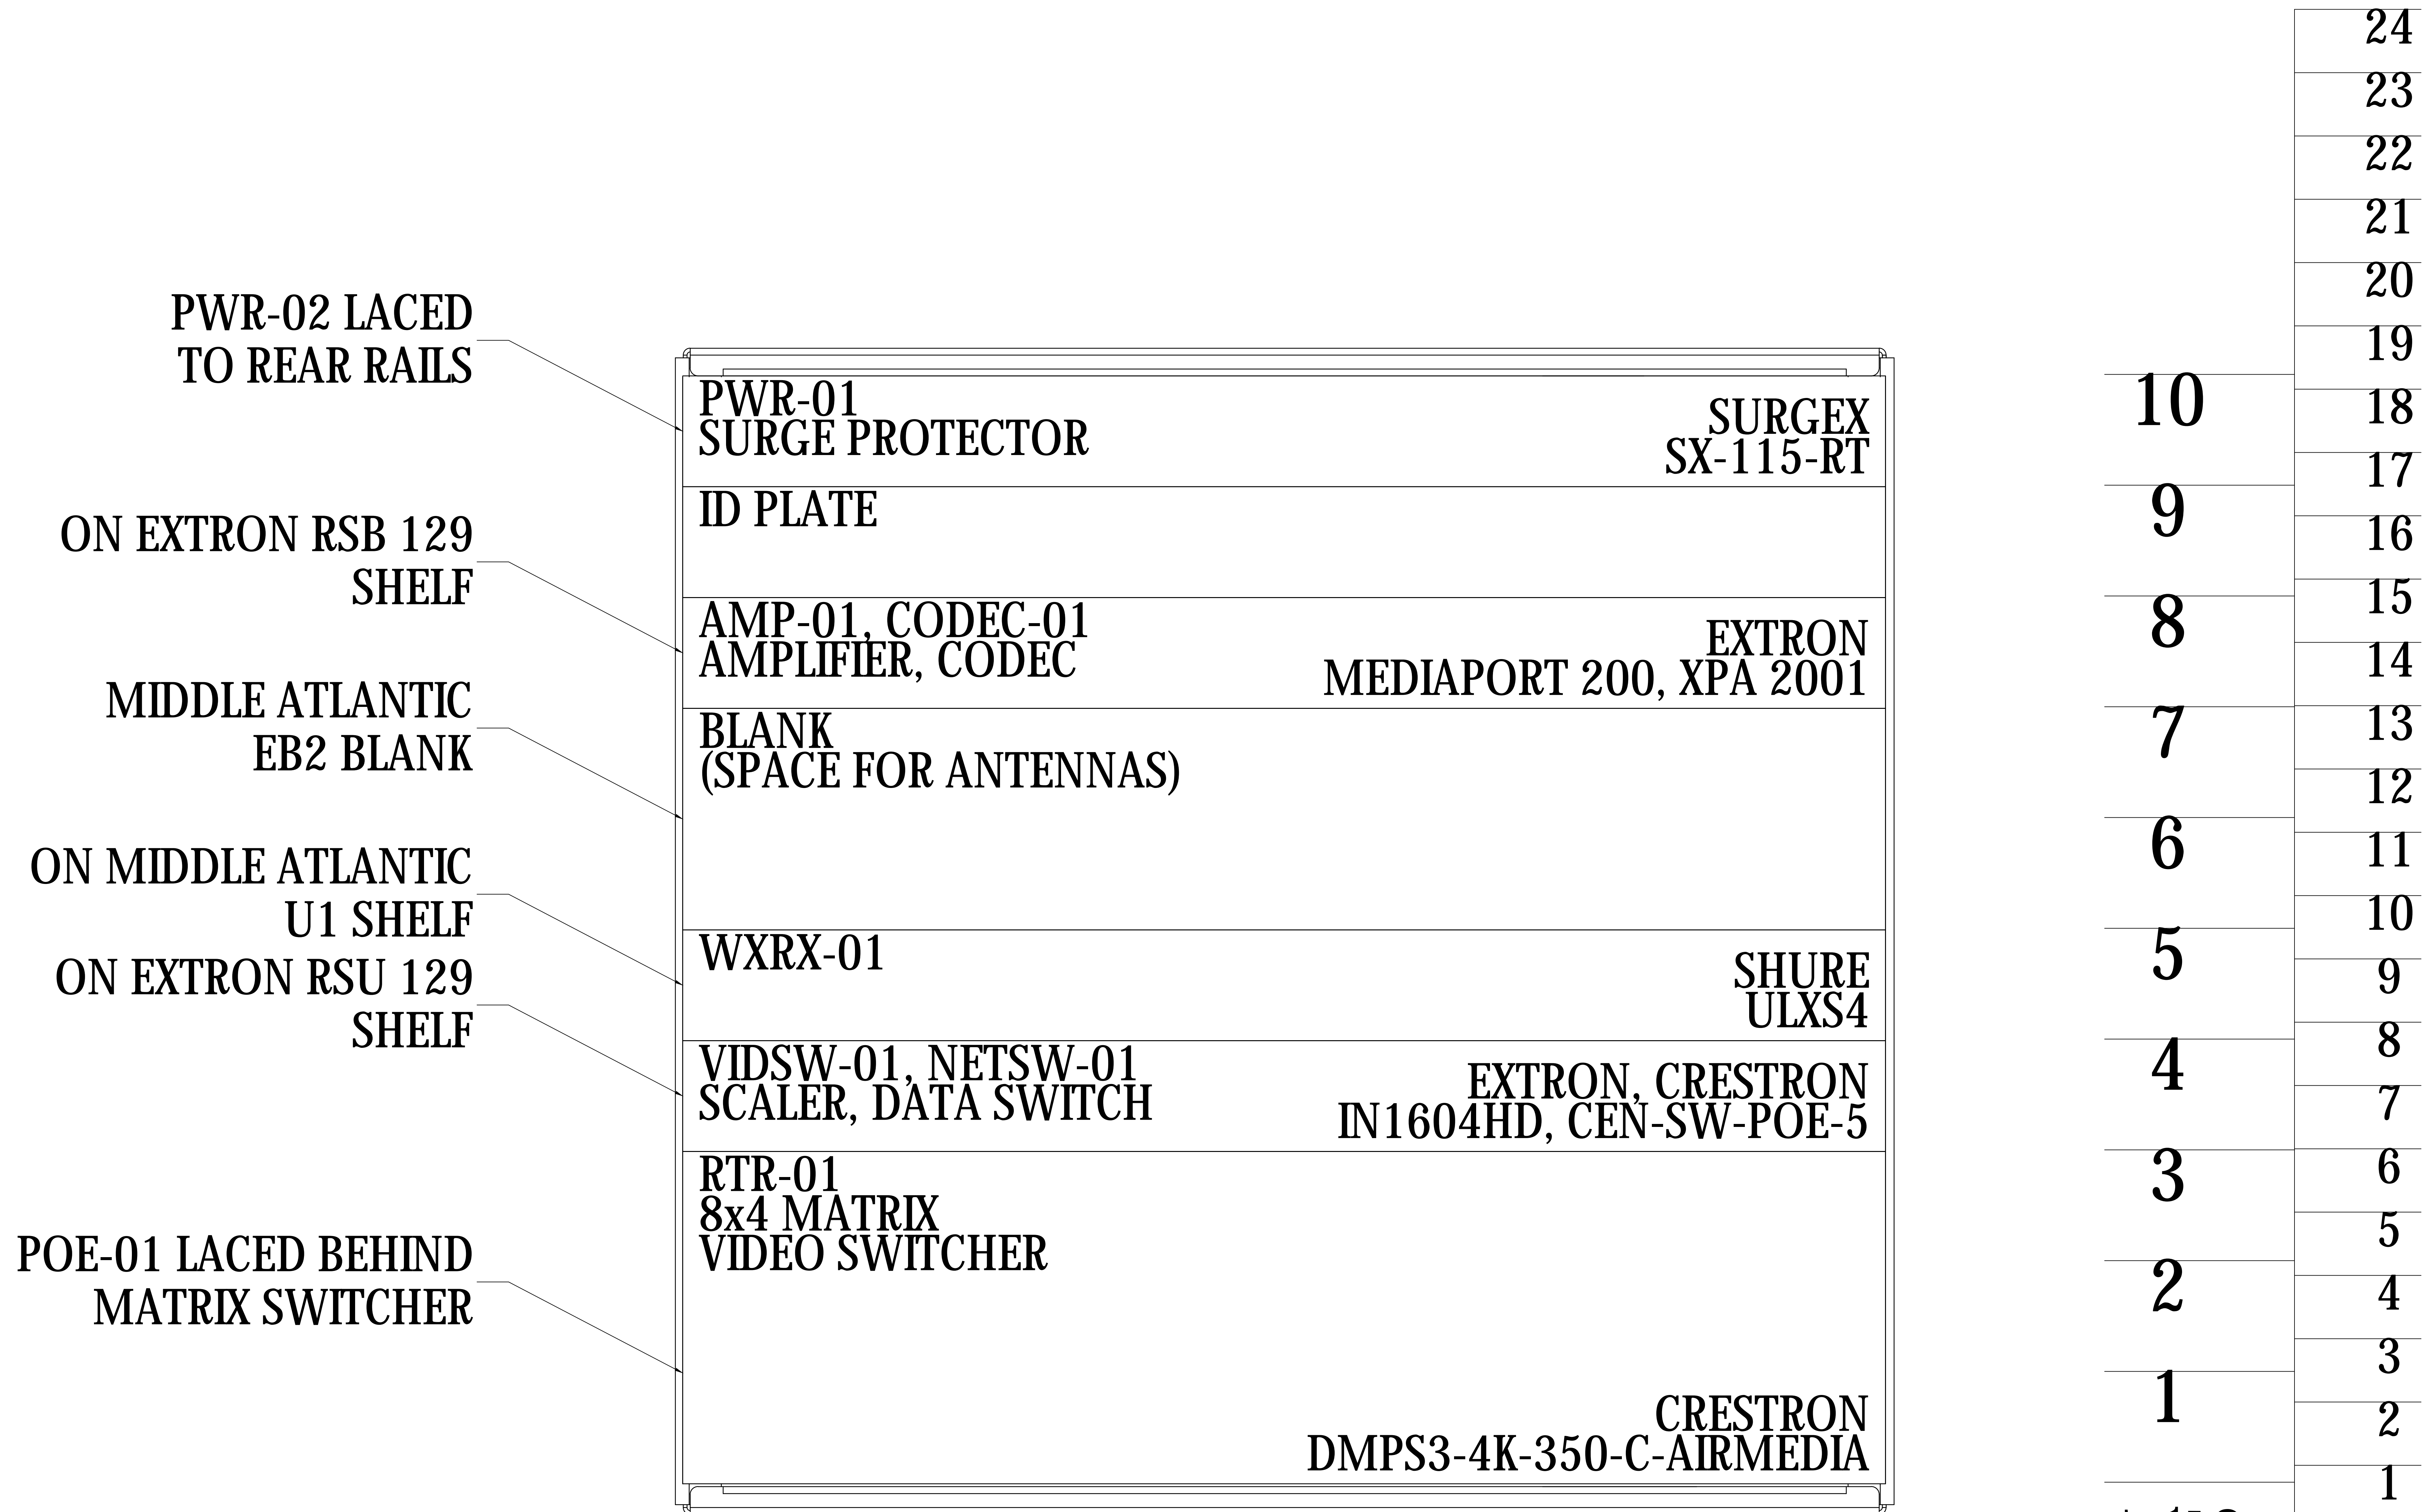 PWR-02 LACED
TO REAR RAILS
ON EXTRON RSB 129
SHELF
MIDDLE ATLANTIC
EB2 BLANK
ON MIDDLE ATLANTIC
U1 SHELF
ON EXTRON RSU 129
SHELF
POE-01 LACED BEHIND
MATRIX SWITCHER
PWR-01
SURGE PROTECTOR
SURGEX
SX-115-RT
ID PLATE
AMP-01, CODEC-01
AMPLIFIER, CODEC
EXTRON
MEDIAPORT 200, XPA 2001
BLANK
(SPACE FOR ANTENNAS)
WXRX-01
SHURE
ULXS4
VIDSW-01, NETSW-01
SCALER, DATA SWITCH
EXTRON, CRESTRON
IN1604HD, CEN-SW-POE-5
RTR-01
8x4 MATRIX
VIDEO SWITCHER
CRESTRON
DMPS3-4K-350-C-AIRMEDIA
10
9
8
7
6
5
4
3
2
1
24
23
22
21
20
19
18
17
16
15
14
13
12
11
10
9
8
7
6
5
4
3
2
1